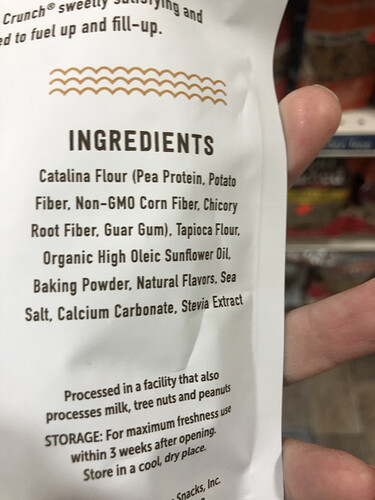 Crunch® sweetly satisfying and
ed to fuel up and fill-up.
INGREDIENTS
Catalina Flour (Pea Protein, Potato
Fiber, Non-GMO Corn Fiber, Chicory
Root Fiber, Guar Gum), Tapioca Flour,
Organic High Oleic Sunflower Oil,
Baking Powder, Natural Flavors, Sea
Salt, Calcium Carbonate, Stevia Extract
Processed in a facility that also
processes milk, tree nuts and peanuts
STORAGE: For maximum freshness use
within 3 weeks after opening.
Store in a cool, dry place.
Snacks, Inc.